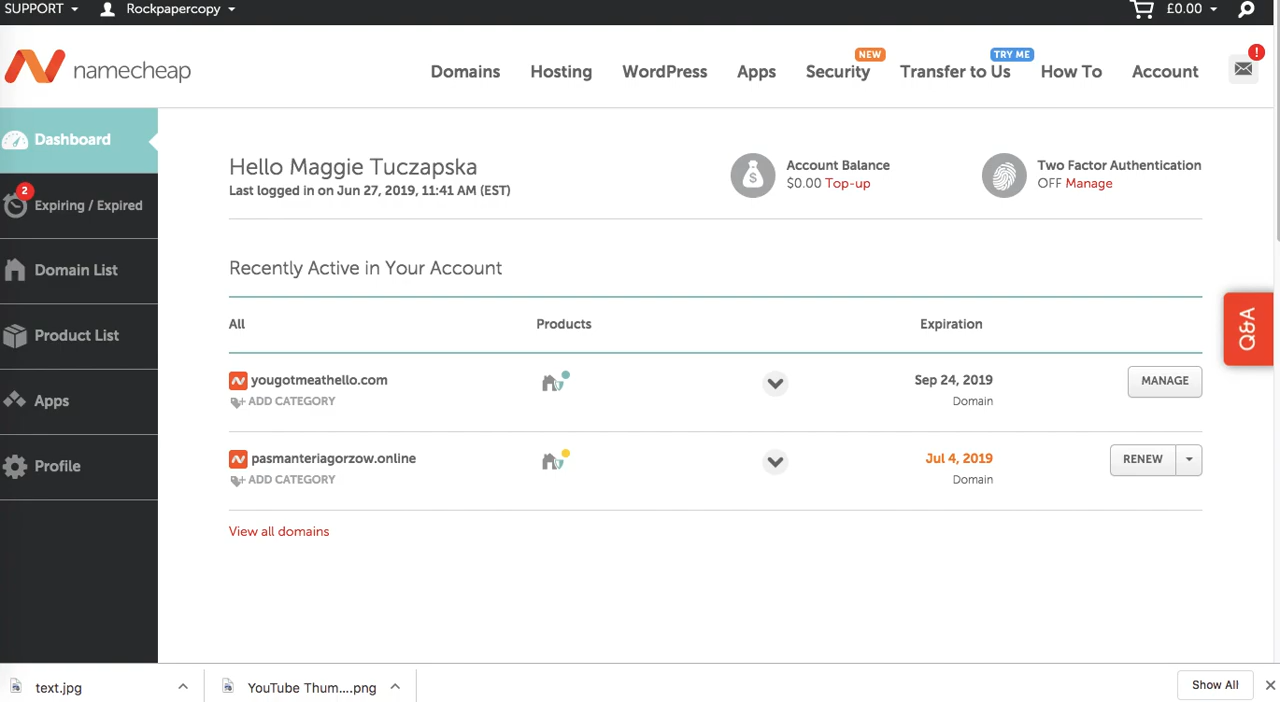 SUPPORT Rockpapercopy £0.00
NEW TRY ME !
namecheap Domains Hosting WordPress Apps Security Transfer to Us How To Account
Dashboard
2
Expiring / Expired
Domain List
Product List
Apps
Profile
Hello Maggie Tuczapska
Last logged in on Jun 27, 2019, 11:41 AM (EST)
Account Balance
$0.00 Top-up
Two Factor Authentication
OFF Manage
Recently Active in Your Account
All Products Expiration
yougotmeathello.com Sep 24, 2019 MANAGE
ADD CATEGORY Domain
pasmanteriagorzow.online Jul 4, 2019 RENEW
ADD CATEGORY Domain
View all domains
Q&A
text.jpg YouTube Thum....png Show All